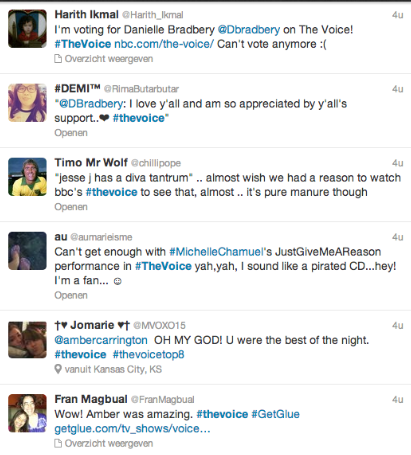 Harith Ikmal @Harith_Ikmal 4u
I'm voting for Danielle Bradbery @Dbradbery on The Voice!
#TheVoice nbc.com/the-voice/ Can't vote anymore :(
Overzicht weergeven
#DEMI™ @RimaButarbutar 4u
"@DBradbery: I love y'all and am so appreciated by y'all's
support..❤ #thevoice"
Openen
Timo Mr Wolf @chillipope 4u
"jesse j has a diva tantrum" .. almost wish we had a reason to watch
bbc's #thevoice to see that, almost .. it's pure manure though
Openen
au @aumarieisme 4u
Can't get enough with #MichelleChamuel's JustGiveMeAReason
performance in #TheVoice yah,yah, I sound like a pirated CD...hey!
I'm a fan... ☺
Openen
†♥ Jomarie ♥† @MVOXO15 4u
@ambercarrington OH MY GOD! U were the best of the night.
#thevoice #thevoicetop8
vanuit Kansas City, KS
Fran Magbual @FranMagbual 4u
Wow! Amber was amazing. #thevoice #GetGlue
getglue.com/tv_shows/voice…
Overzicht weergeven